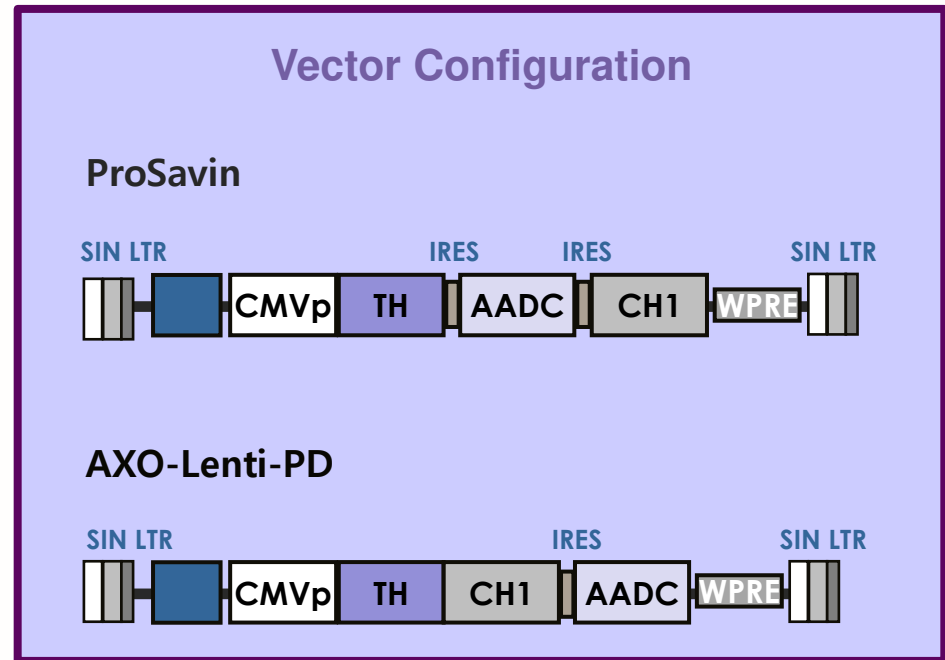 Vector Configuration
ProSavin
SIN LTR IRES IRES SIN LTR
CMVp TH AADC CH1 WPRE
AXO-Lenti-PD
SIN LTR IRES SIN LTR
CMVp TH CH1 AADC WPRE